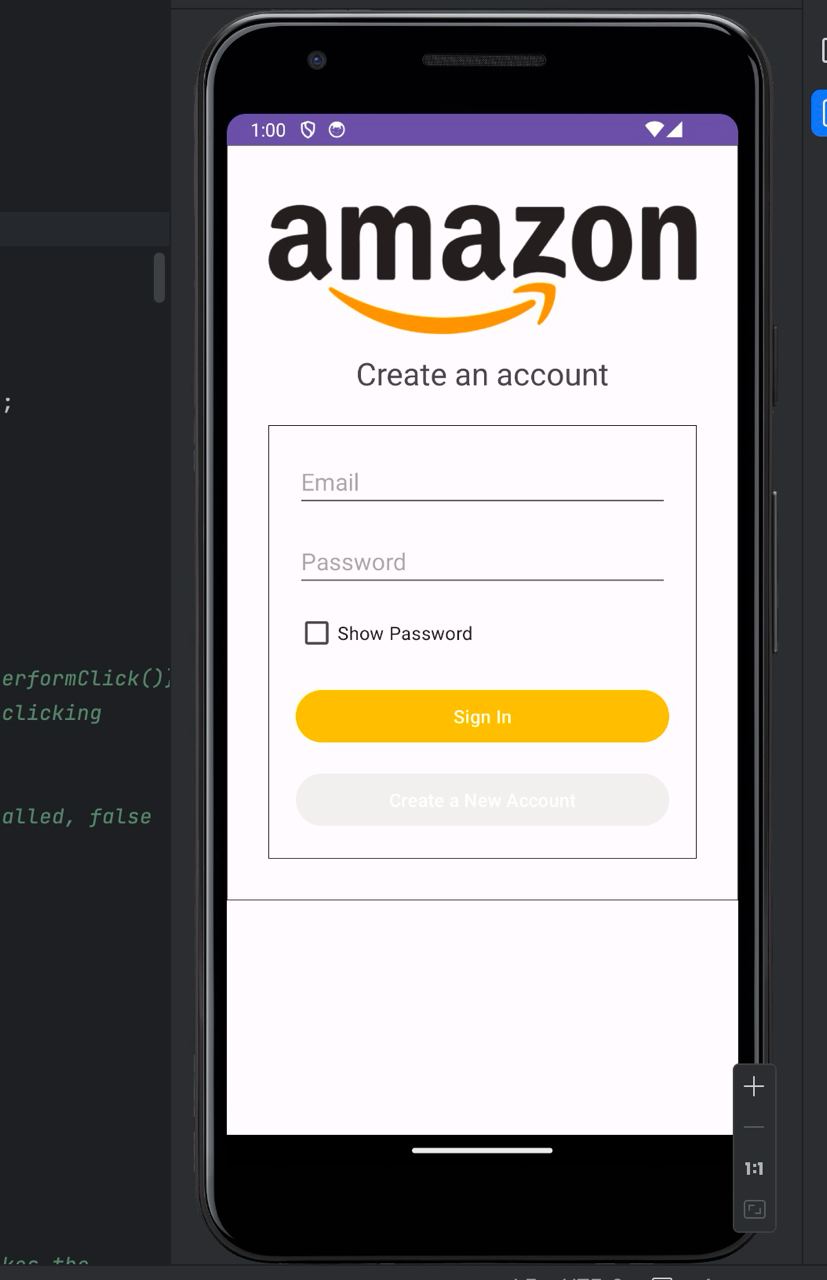 1:00
amazon
Create an account
;
Email
Password
Show Password
erformClick()}
clicking
Sign In
Create a New Account
alled, false
1:1